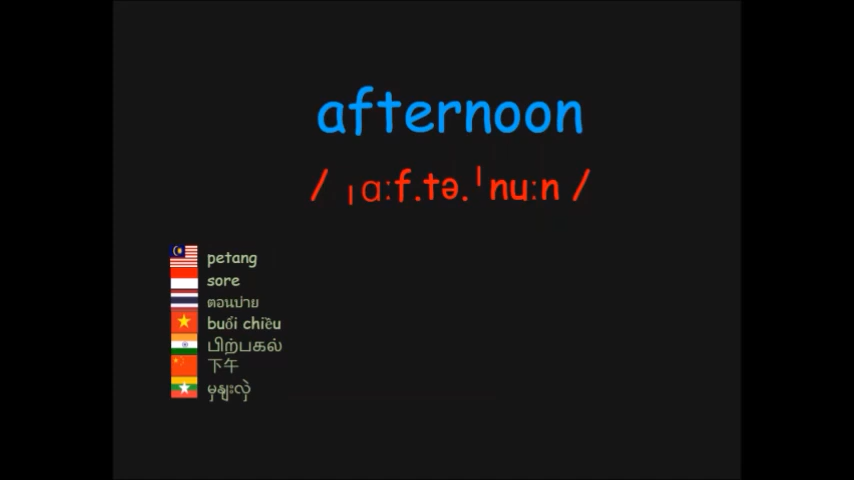 afternoon
/ ˌɑːf.tə.ˈnuːn /
petang
sore
ตอนบ่าย
buổi chiều
பிற்பகல்
下午
မှနျးလှဲ